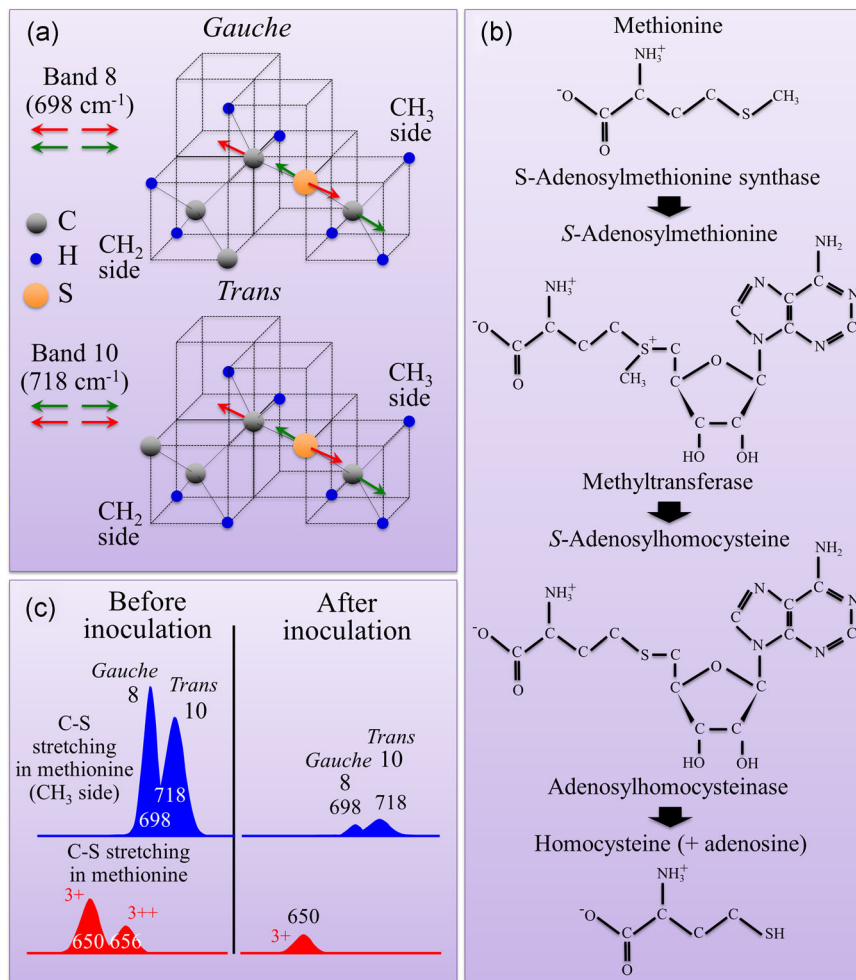 (a)
Gauche
Band 8
(698 cm⁻¹)
CH₃
side
C
H
S
CH₂
side
Trans
Band 10
(718 cm⁻¹)
CH₃
side
CH₂
side
(b)
Methionine
NH₃⁺
⁻O C C C C S CH₃
O
S-Adenosylmethionine synthase
S-Adenosylmethionine
NH₂
NH₃⁺
N C C N
C C
⁻O C C C C S⁺ C N C N C
O CH₃ O
C C
C C
HO OH
Methyltransferase
S-Adenosylhomocysteine
NH₂
NH₃⁺
N C C N
C C
⁻O C C C C S C N C N C
O O
C C
C C
HO OH
Adenosylhomocysteinase
Homocysteine (+ adenosine)
NH₃⁺
⁻O C C C C SH
O
(c)
Before
inoculation
After
inoculation
Gauche
8
Trans
10
C-S
stretching
in methionine
(CH₃ side)
718
698
Trans
10
Gauche
8
698
718
C-S stretching
in methionine
3+
3++
650
656
650
3+